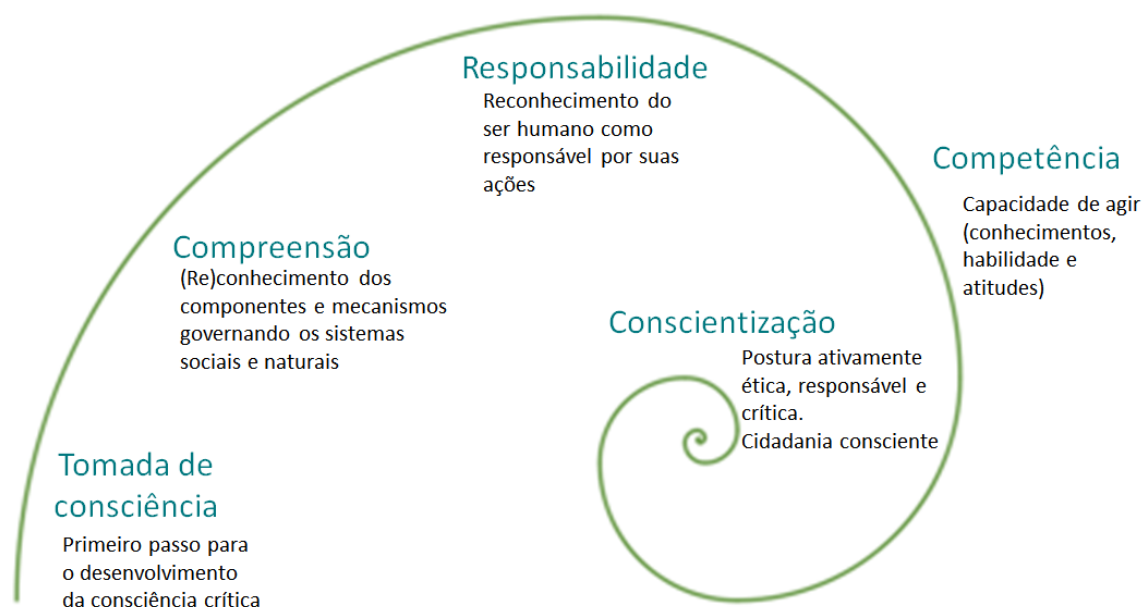 Tomada de
consciência
Primeiro passo para
o desenvolvimento
da consciência crítica
Compreensão
(Re)conhecimento dos
componentes e mecanismos
governando os sistemas
sociais e naturais
Responsabilidade
Reconhecimento do
ser humano como
responsável por suas
ações
Competência
Capacidade de agir
(conhecimentos,
habilidade e
atitudes)
Conscientização
Postura ativamente
ética, responsável e
crítica.
Cidadania consciente